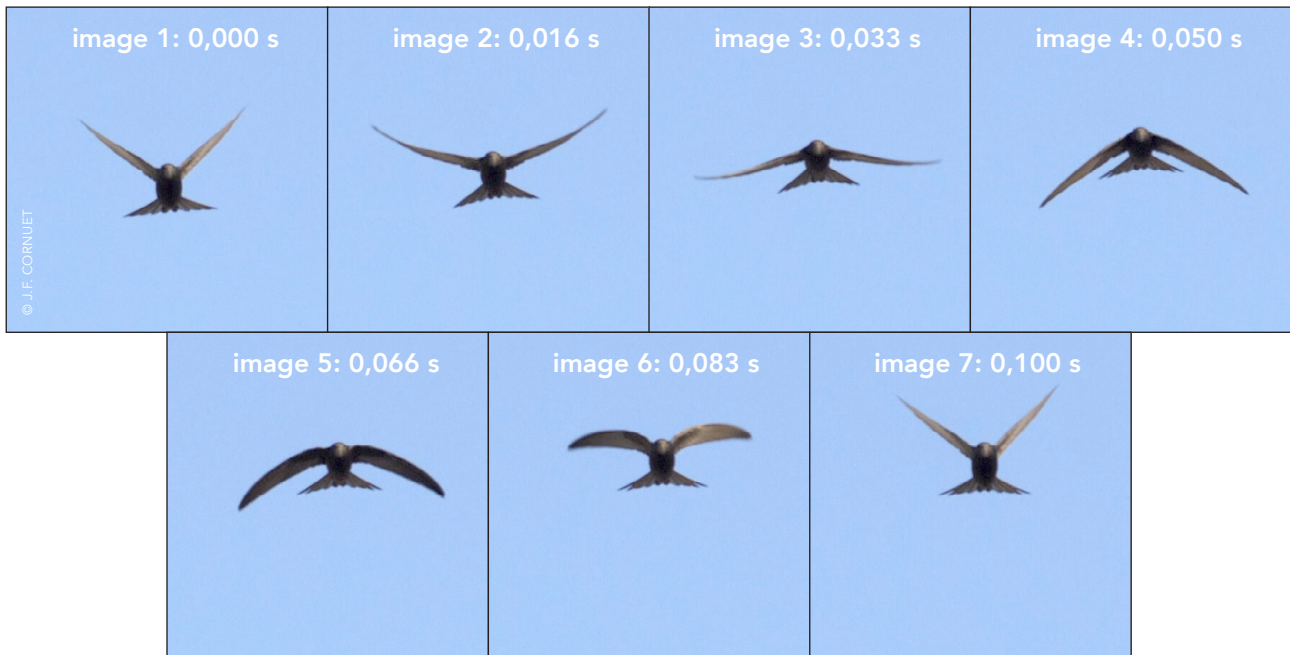 image 1: 0,000 s
image 2: 0,016 s
image 3: 0,033 s
image 4: 0,050 s
© J.F. CORNUET
image 5: 0,066 s
image 6: 0,083 s
image 7: 0,100 s